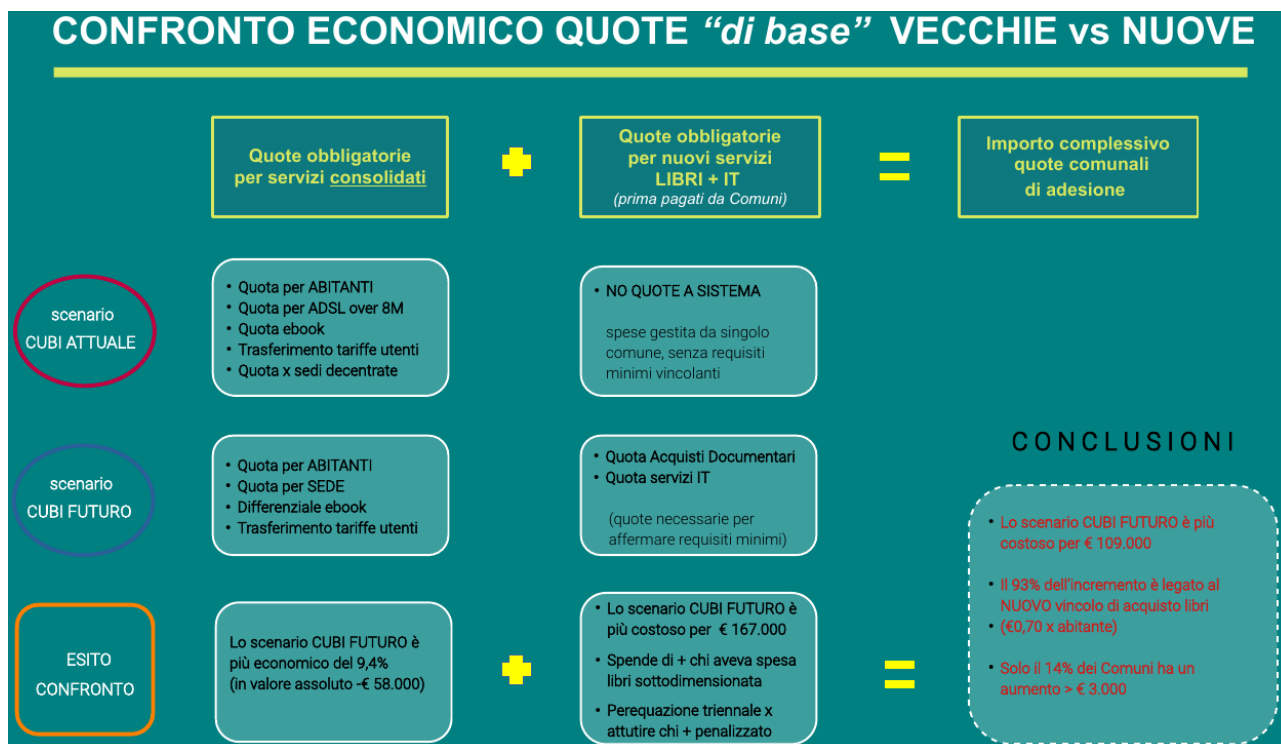 CONFRONTO ECONOMICO QUOTE “di base” VECCHIE vs NUOVE
Quote obbligatorie
per servizi consolidati
+
Quote obbligatorie
per nuovi servizi
LIBRI + IT
(prima pagati da Comuni)
=
Importo complessivo
quote comunali
di adesione
scenario
CUBI ATTUALE
• Quota per ABITANTI
• Quota per ADSL over 8M
• Quota ebook
• Trasferimento tariffe utenti
• Quota x sedi decentrate
• NO QUOTE A SISTEMA
spese gestita da singolo
comune, senza requisiti
minimi vincolanti
scenario
CUBI FUTURO
• Quota per ABITANTI
• Quota per SEDE
• Differenziale ebook
• Trasferimento tariffe utenti
• Quota Acquisti Documentari
• Quota servizi IT
(quote necessarie per
affermare requisiti minimi)
ESITO
CONFRONTO
Lo scenario CUBI FUTURO è
più economico del 9,4%
(in valore assoluto -€ 58.000)
+
• Lo scenario CUBI FUTURO è
più costoso per € 167.000
• Spende di + chi aveva spesa
libri sottodimensionata
• Perequazione triennale x
attutire chi + penalizzato
=
CONCLUSIONI
• Lo scenario CUBI FUTURO è più
costoso per € 109.000
• Il 93% dell’incremento è legato al
NUOVO vincolo di acquisto libri
• (€0,70 x abitante)
• Solo il 14% dei Comuni ha un
aumento > € 3.000